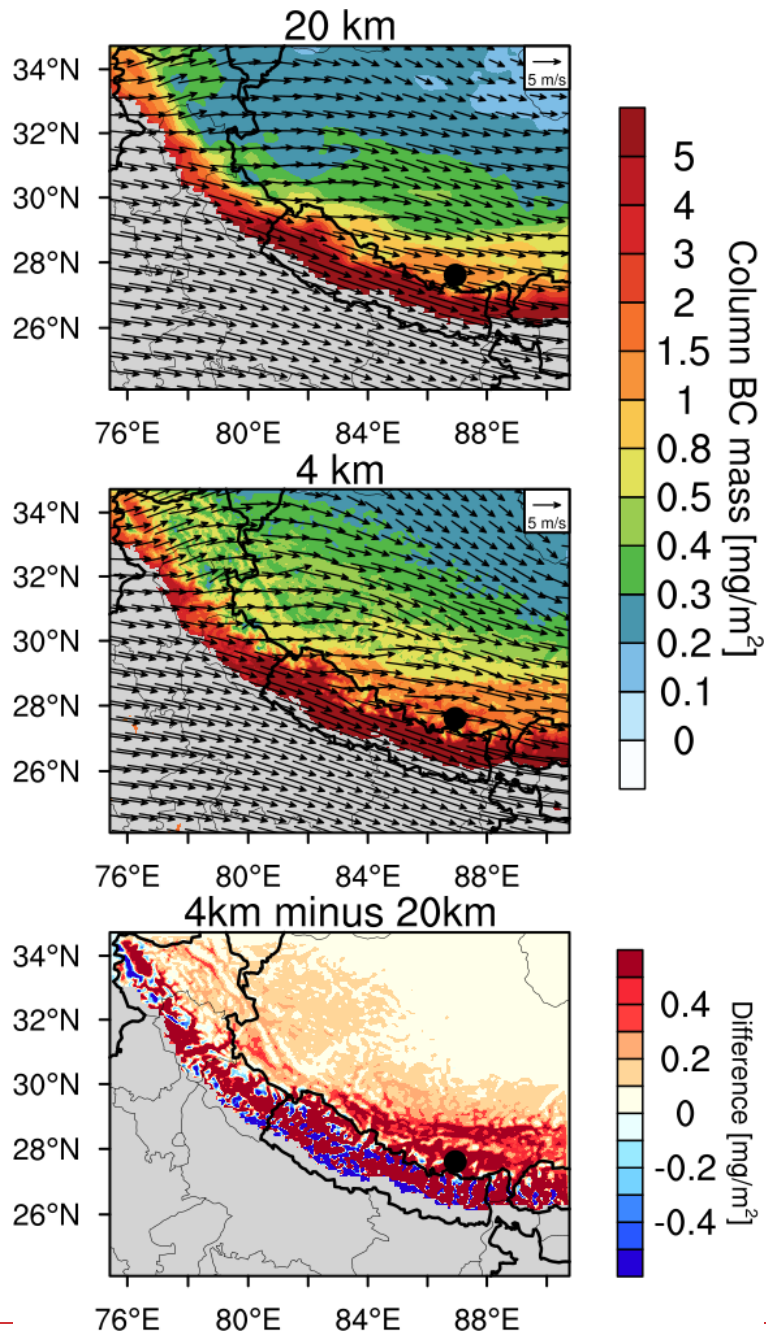 20 km
34°N
32°N
30°N
28°N
26°N
5 m/s
76°E 80°E 84°E 88°E
4 km
34°N
32°N
30°N
28°N
26°N
5 m/s
76°E 80°E 84°E 88°E
5
4
3
2
1.5
1
0.8
0.5
0.4
0.3
0.2
0.1
0
Column BC mass [mg/m²]
4km minus 20km
34°N
32°N
30°N
28°N
26°N
76°E 80°E 84°E 88°E
0.4
0.2
0
-0.2
-0.4
Difference [mg/m²]